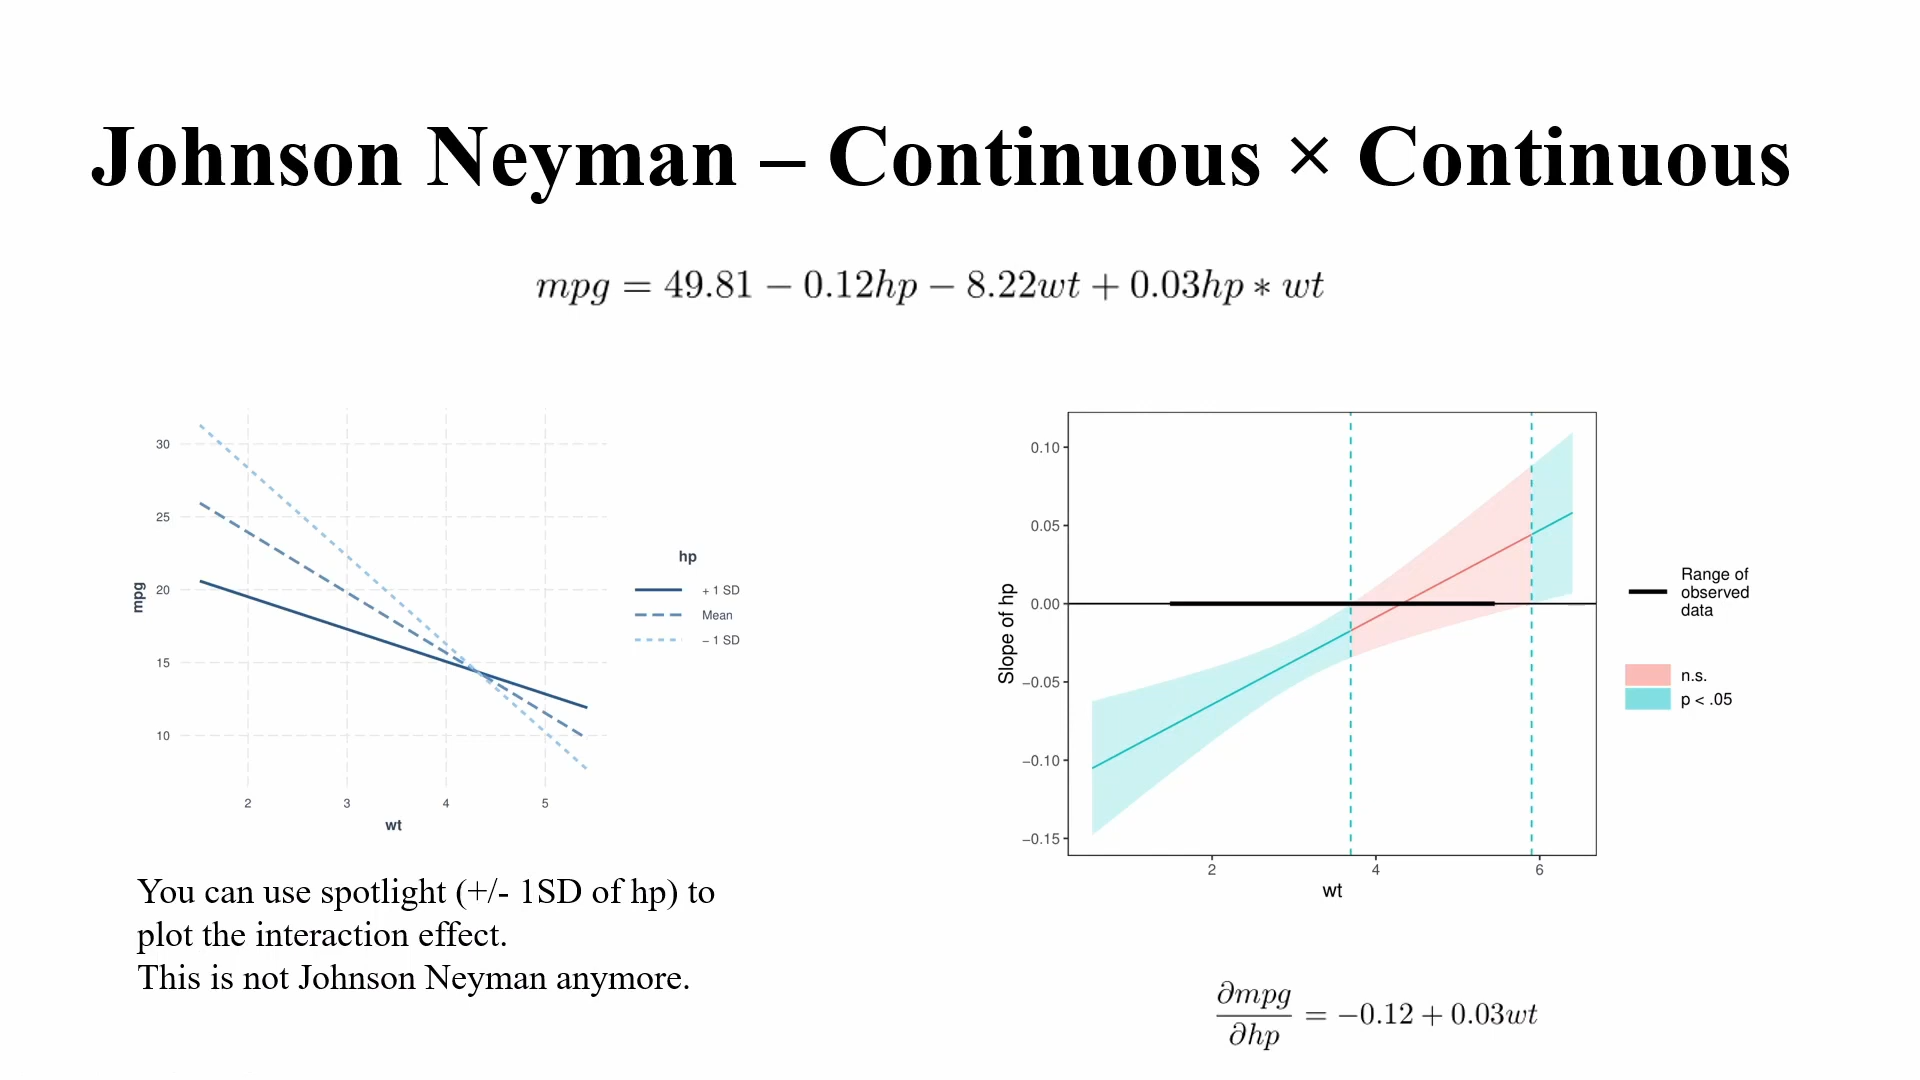 Johnson Neyman – Continuous × Continuous
mpg = 49.81 − 0.12hp − 8.22wt + 0.03hp ∗ wt
30
25
20
15
10
mpg
2 3 4 5
wt
hp
+ 1 SD
Mean
− 1 SD
You can use spotlight (+/- 1SD of hp) to
plot the interaction effect.
This is not Johnson Neyman anymore.
0.10
0.05
0.00
−0.05
−0.10
−0.15
Slope of hp
2 4 6
wt
Range of
observed
data
n.s.
p < .05
∂mpg
∂hp
= −0.12 + 0.03wt